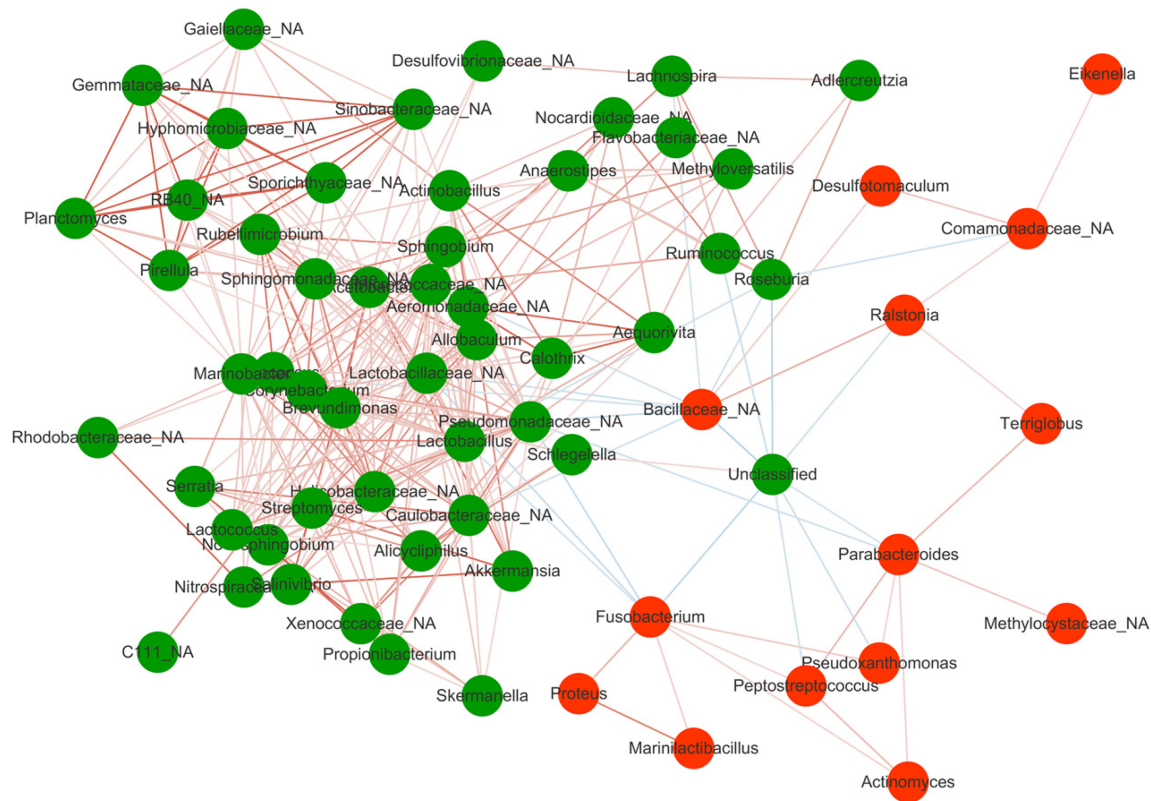 Gaiellaceae_NA
Desulfovibrionaceae_NA
Eikenella
Lachnospira
Adlercreutzia
Gemmataceae_NA
Sinobacteraceae_NA
Nocardioidaceae_NA
Hyphomicrobiaceae_NA
Flavobacteriaceae_NA
Anaerostipes
Methyloversatilis
Sporichthyaceae_NA
Actinobacillus
Desulfotomaculum
RB40_NA
Planctomyces
Comamonadaceae_NA
Rubellimicrobium
Sphingobium
Ruminococcus
Pirellula
Sphingomonadaceae_NA
Roseburia
Aeromonadaceae_NA
Ralstonia
Aequorivita
Allobaculum
Calothrix
Lactobacillaceae_NA
Marinobacter
Brevundimonas
Bacillaceae_NA
Pseudomonadaceae_NA
Terriglobus
Rhodobacteraceae_NA
Lactobacillus
Schlegelella
Unclassified
Serratia
Helicobacteraceae_NA
Streptomyces
Caulobacteraceae_NA
Lactococcus
Alicycliphilus
Parabacteroides
Akkermansia
Salinivibrio
Fusobacterium
Xenococcaceae_NA
Methylocystaceae_NA
C111_NA
Propionibacterium
Pseudoxanthomonas
Peptostreptococcus
Skermanella
Proteus
Marinilactibacillus
Actinomyces